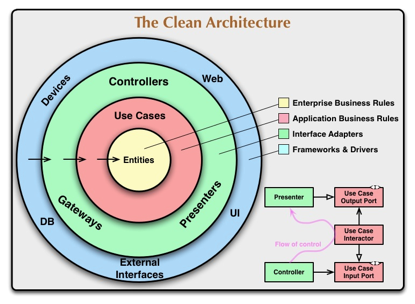 The Clean Architecture
Devices
Controllers
Web
Use Cases
Entities
Gateways
Presenters
DB
UI
External
Interfaces
Enterprise Business Rules
Application Business Rules
Interface Adapters
Frameworks & Drivers
Presenter
Use Case
Output Port
Use Case
Interactor
Flow of control
Controller
Use Case
Input Port